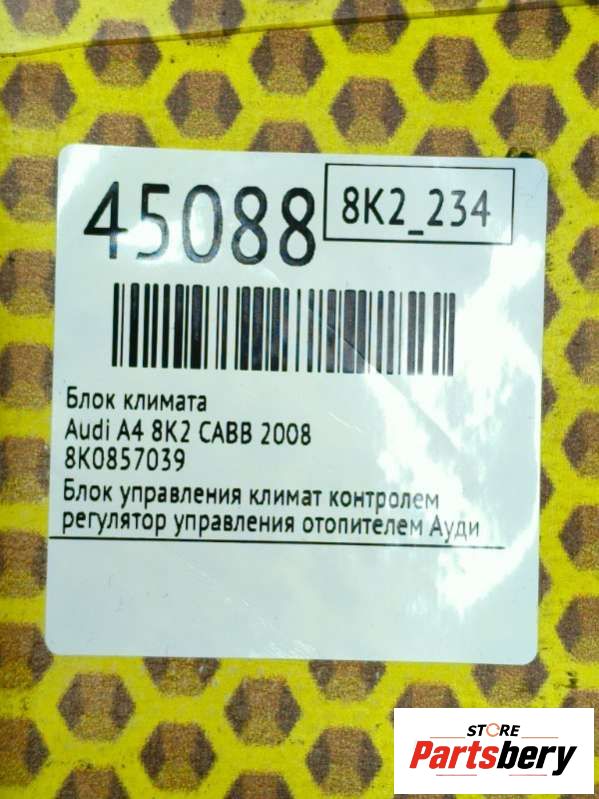 45088
8K2_234
Блок климата
Audi A4 8K2 CABB 2008
8K0857039
Блок управления климат контролем
регулятор управления отопителем Ауди
STORE
Partsbery